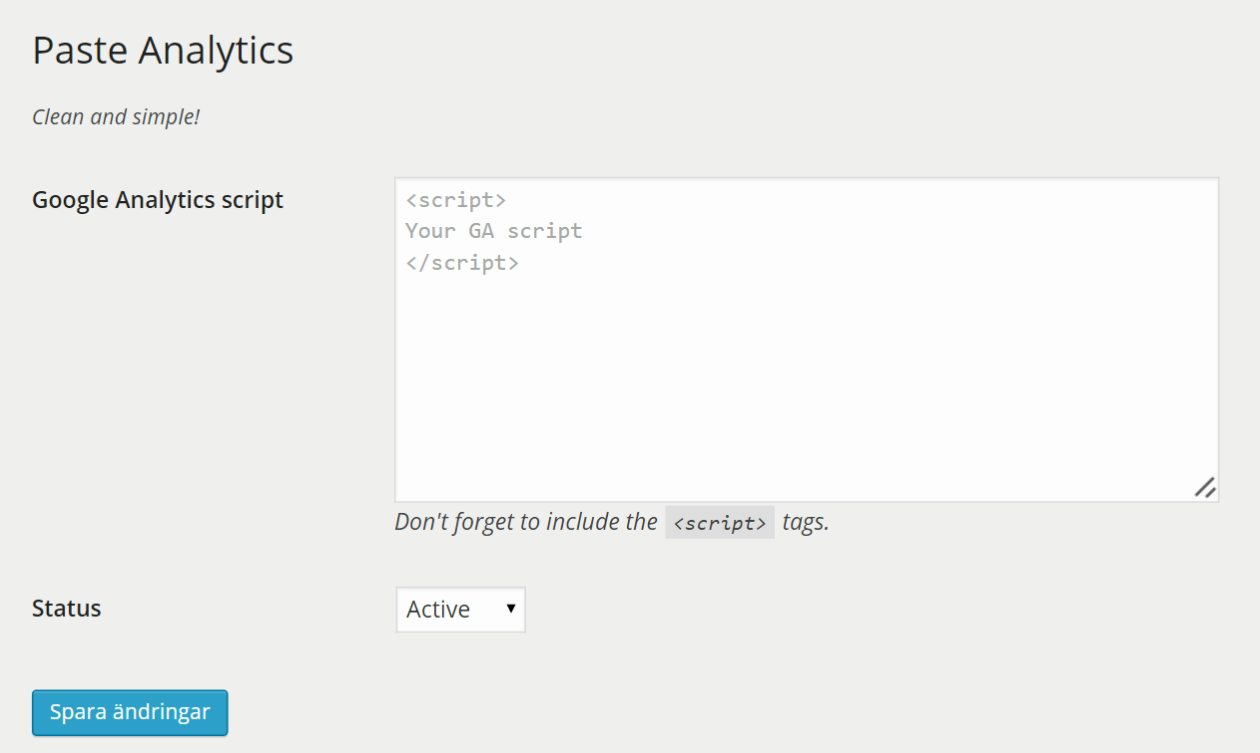 Paste Analytics
Clean and simple!
Google Analytics script
<script>
Your GA script
</script>
Don't forget to include the <script> tags.
Status
Active
Spara ändringar